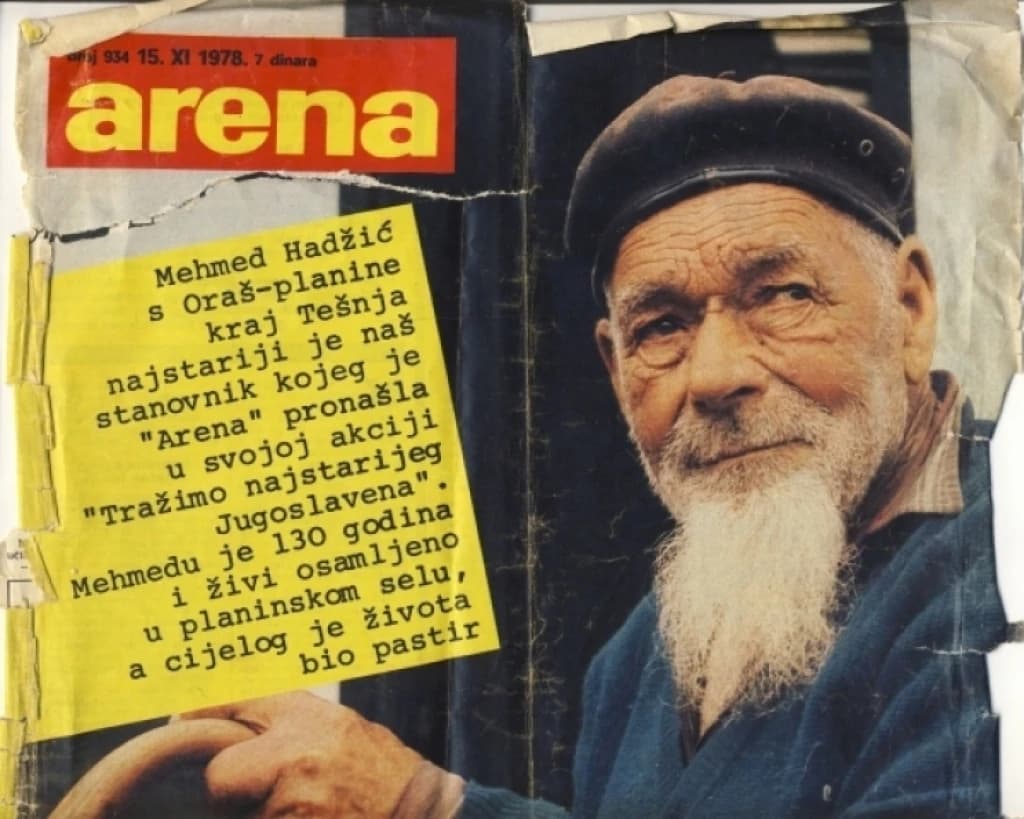 broj 934 15. XI 1978. 7 dinara
arena
Mehmed Hadžić
s Oraš-planine
kraj Tešnja
najstariji je naš
stanovnik kojeg je
"Arena" pronašla
u svojoj akciji
"Tražimo najstarijeg
Jugoslavena".
Mehmedu je 130 godina
i živi osamljeno
u planinskom selu,
a cijelog je života
bio pastir